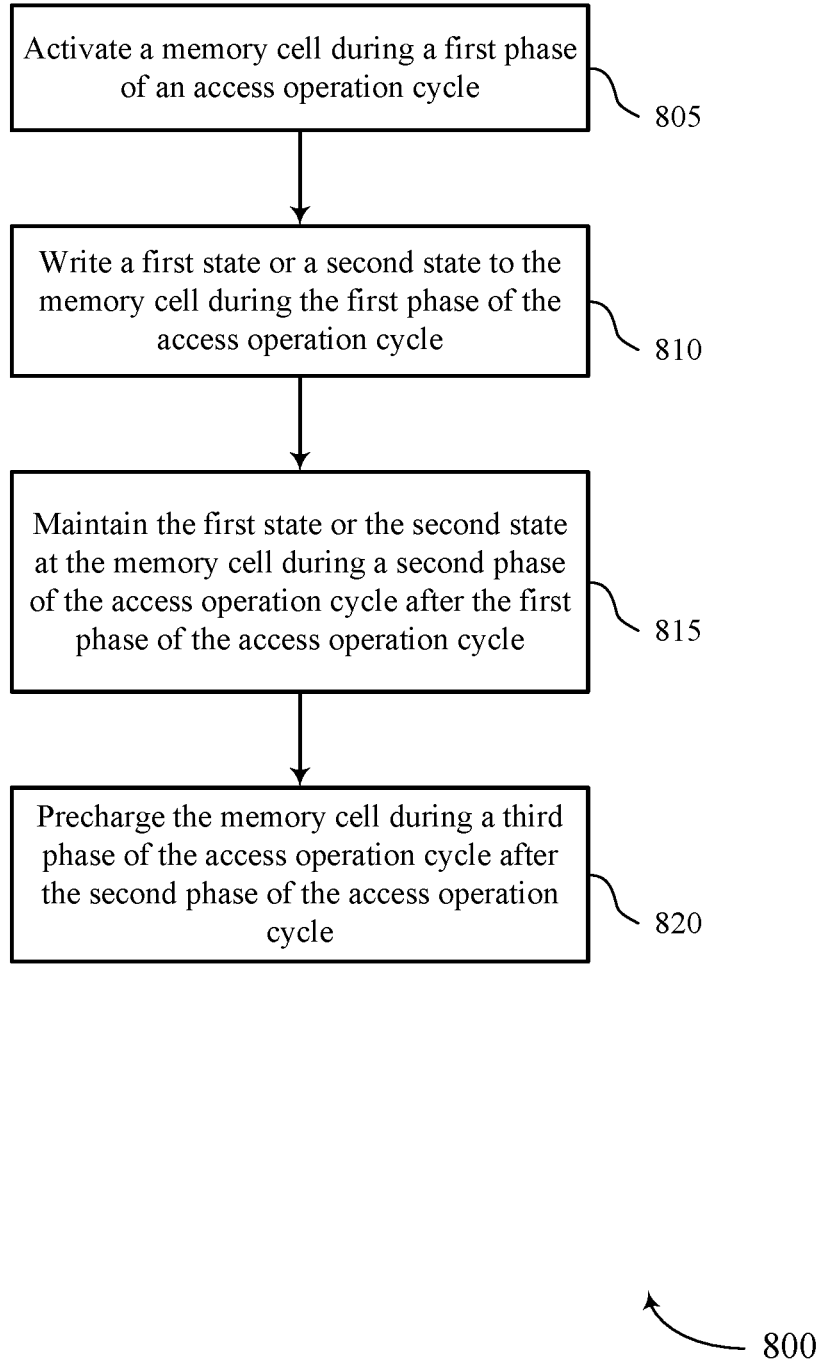 Activate a memory cell during a first phase
of an access operation cycle
805
Write a first state or a second state to the
memory cell during the first phase of the
access operation cycle
810
Maintain the first state or the second state
at the memory cell during a second phase
of the access operation cycle after the first
phase of the access operation cycle
815
Precharge the memory cell during a third
phase of the access operation cycle after
the second phase of the access operation
cycle
820
800